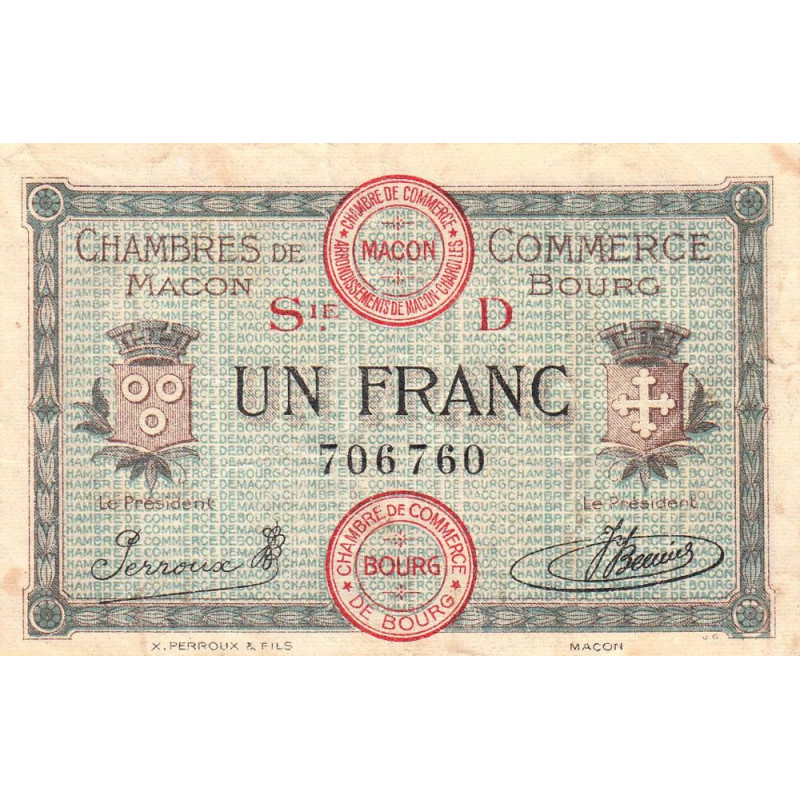 CHAMBRES DE COMMERCE
MACON BOURG
CHAMBRE DE COMMERCE
MACON
ARRONDISSEMENTS DE MACON-CHAROLLES
SIE. D
UN FRANC
706760
Le Président Le Président
Perroux
CHAMBRE DE COMMERCE
BOURG
DE BOURG
X. PERROUX & FILS MACON
J.C.